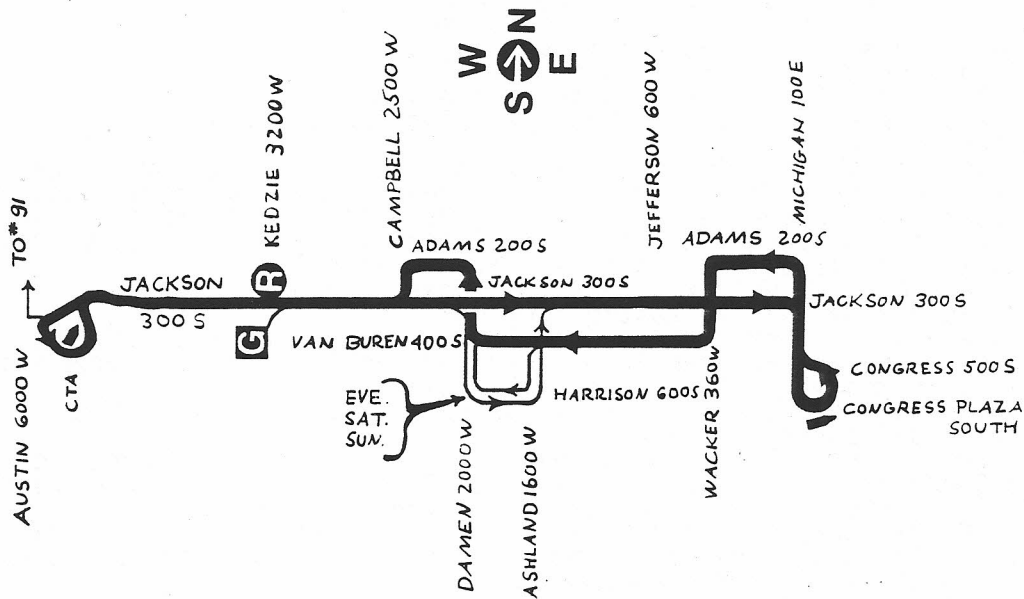 TO #91
AUSTIN 6000 W
CTA
JACKSON
300 S
R
KEDZIE 3200W
G
CAMPBELL 2500 W
ADAMS 200 S
W
N
S
E
JACKSON 300 S
VAN BUREN 400 S
EVE.
SAT.
SUN.
DAMEN 2000 W
ASHLAND 1600 W
HARRISON 600 S
JEFFERSON 600 W
WACKER 360 W
ADAMS 200 S
MICHIGAN 100 E
JACKSON 300 S
CONGRESS 500 S
CONGRESS PLAZA
SOUTH